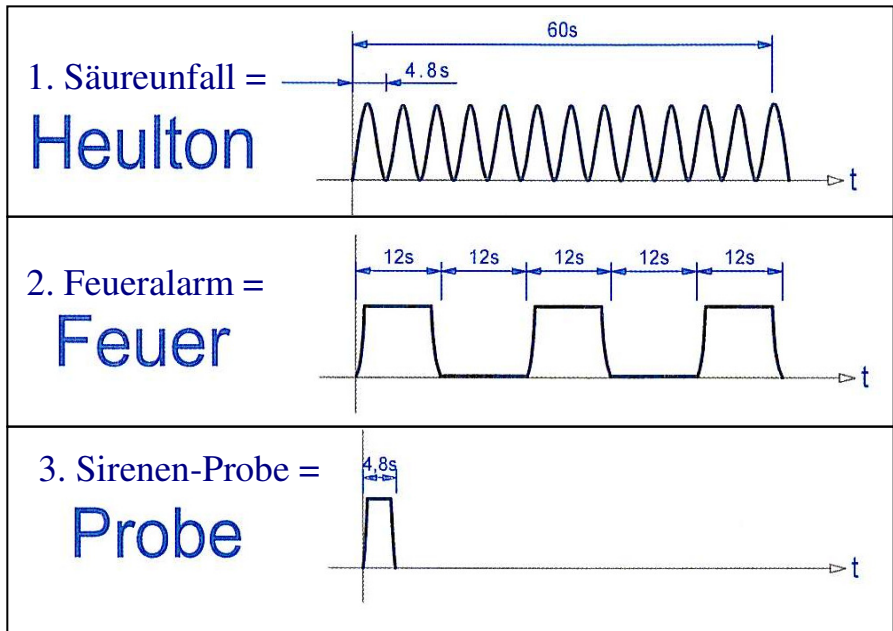 60s
1. Säureunfall =
4.8s
Heulton
t
12s 12s 12s 12s 12s
2. Feueralarm =
Feuer
t
3. Sirenen-Probe =
4,8s
Probe
t